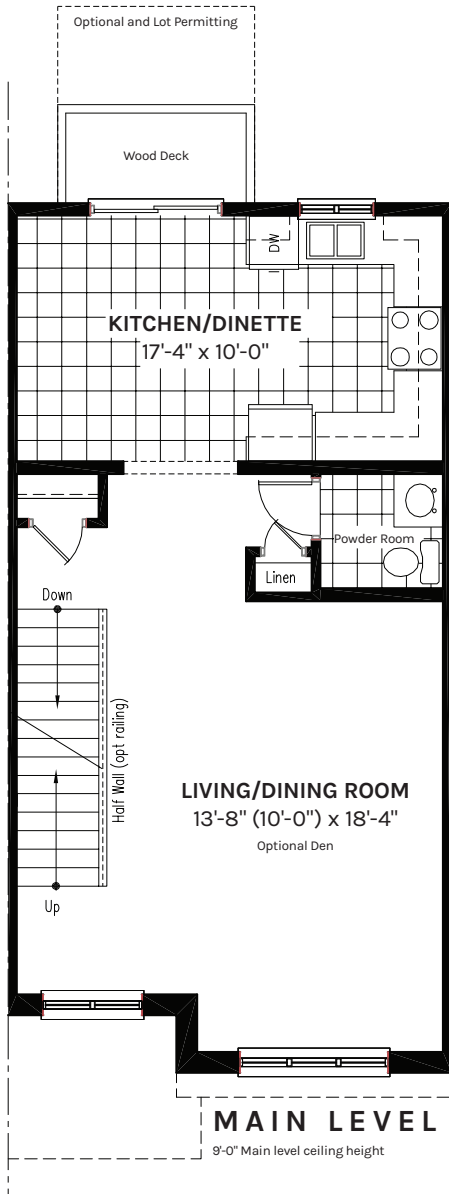 Optional and Lot Permitting
Wood Deck
DW
KITCHEN/DINETTE
17'-4" x 10'-0"
Powder Room
Linen
Down
Half Wall (opt railing)
LIVING/DINING ROOM
13'-8" (10'-0") x 18'-4"
Optional Den
Up
MAIN LEVEL
9'-0" Main level ceiling height